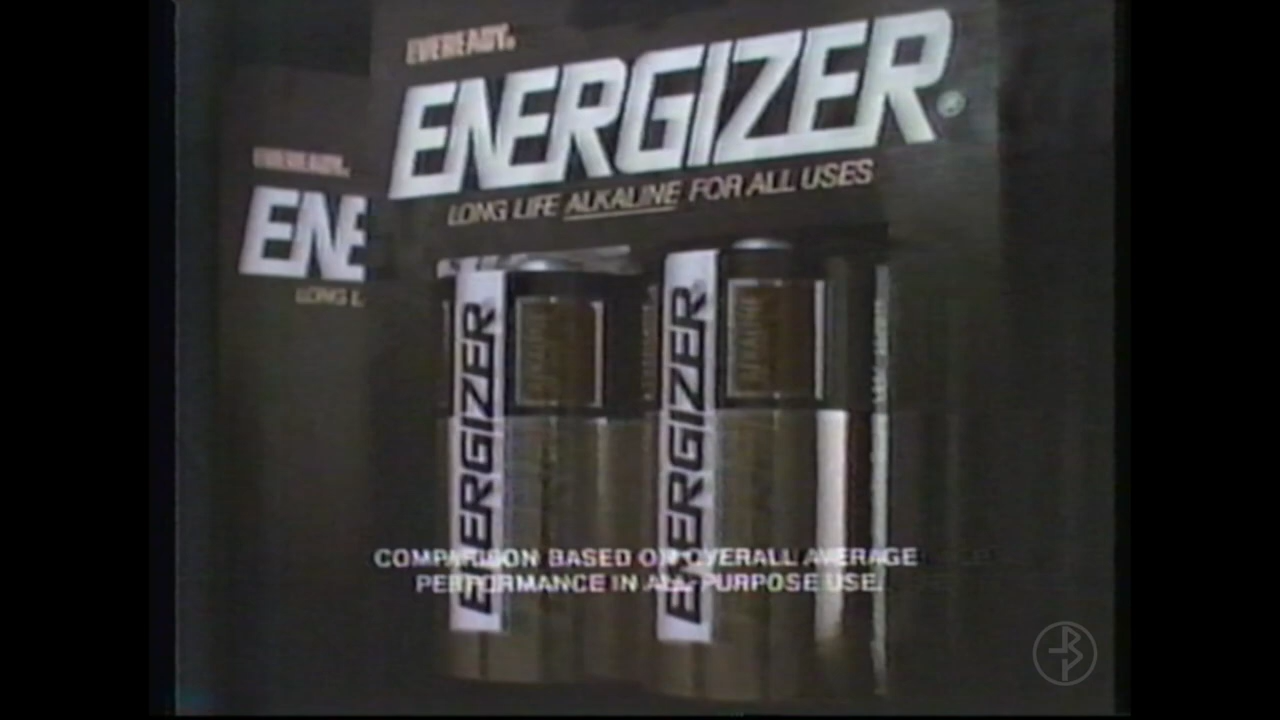 EVEREADY®
ENERGIZER®
LONG LIFE ALKALINE FOR ALL USES
EVEREADY®
ENE
LONG L
ENERGIZER
ENERGIZER
COMPARISON BASED ON OVERALL AVERAGE
PERFORMANCE IN ALL-PURPOSE USE.